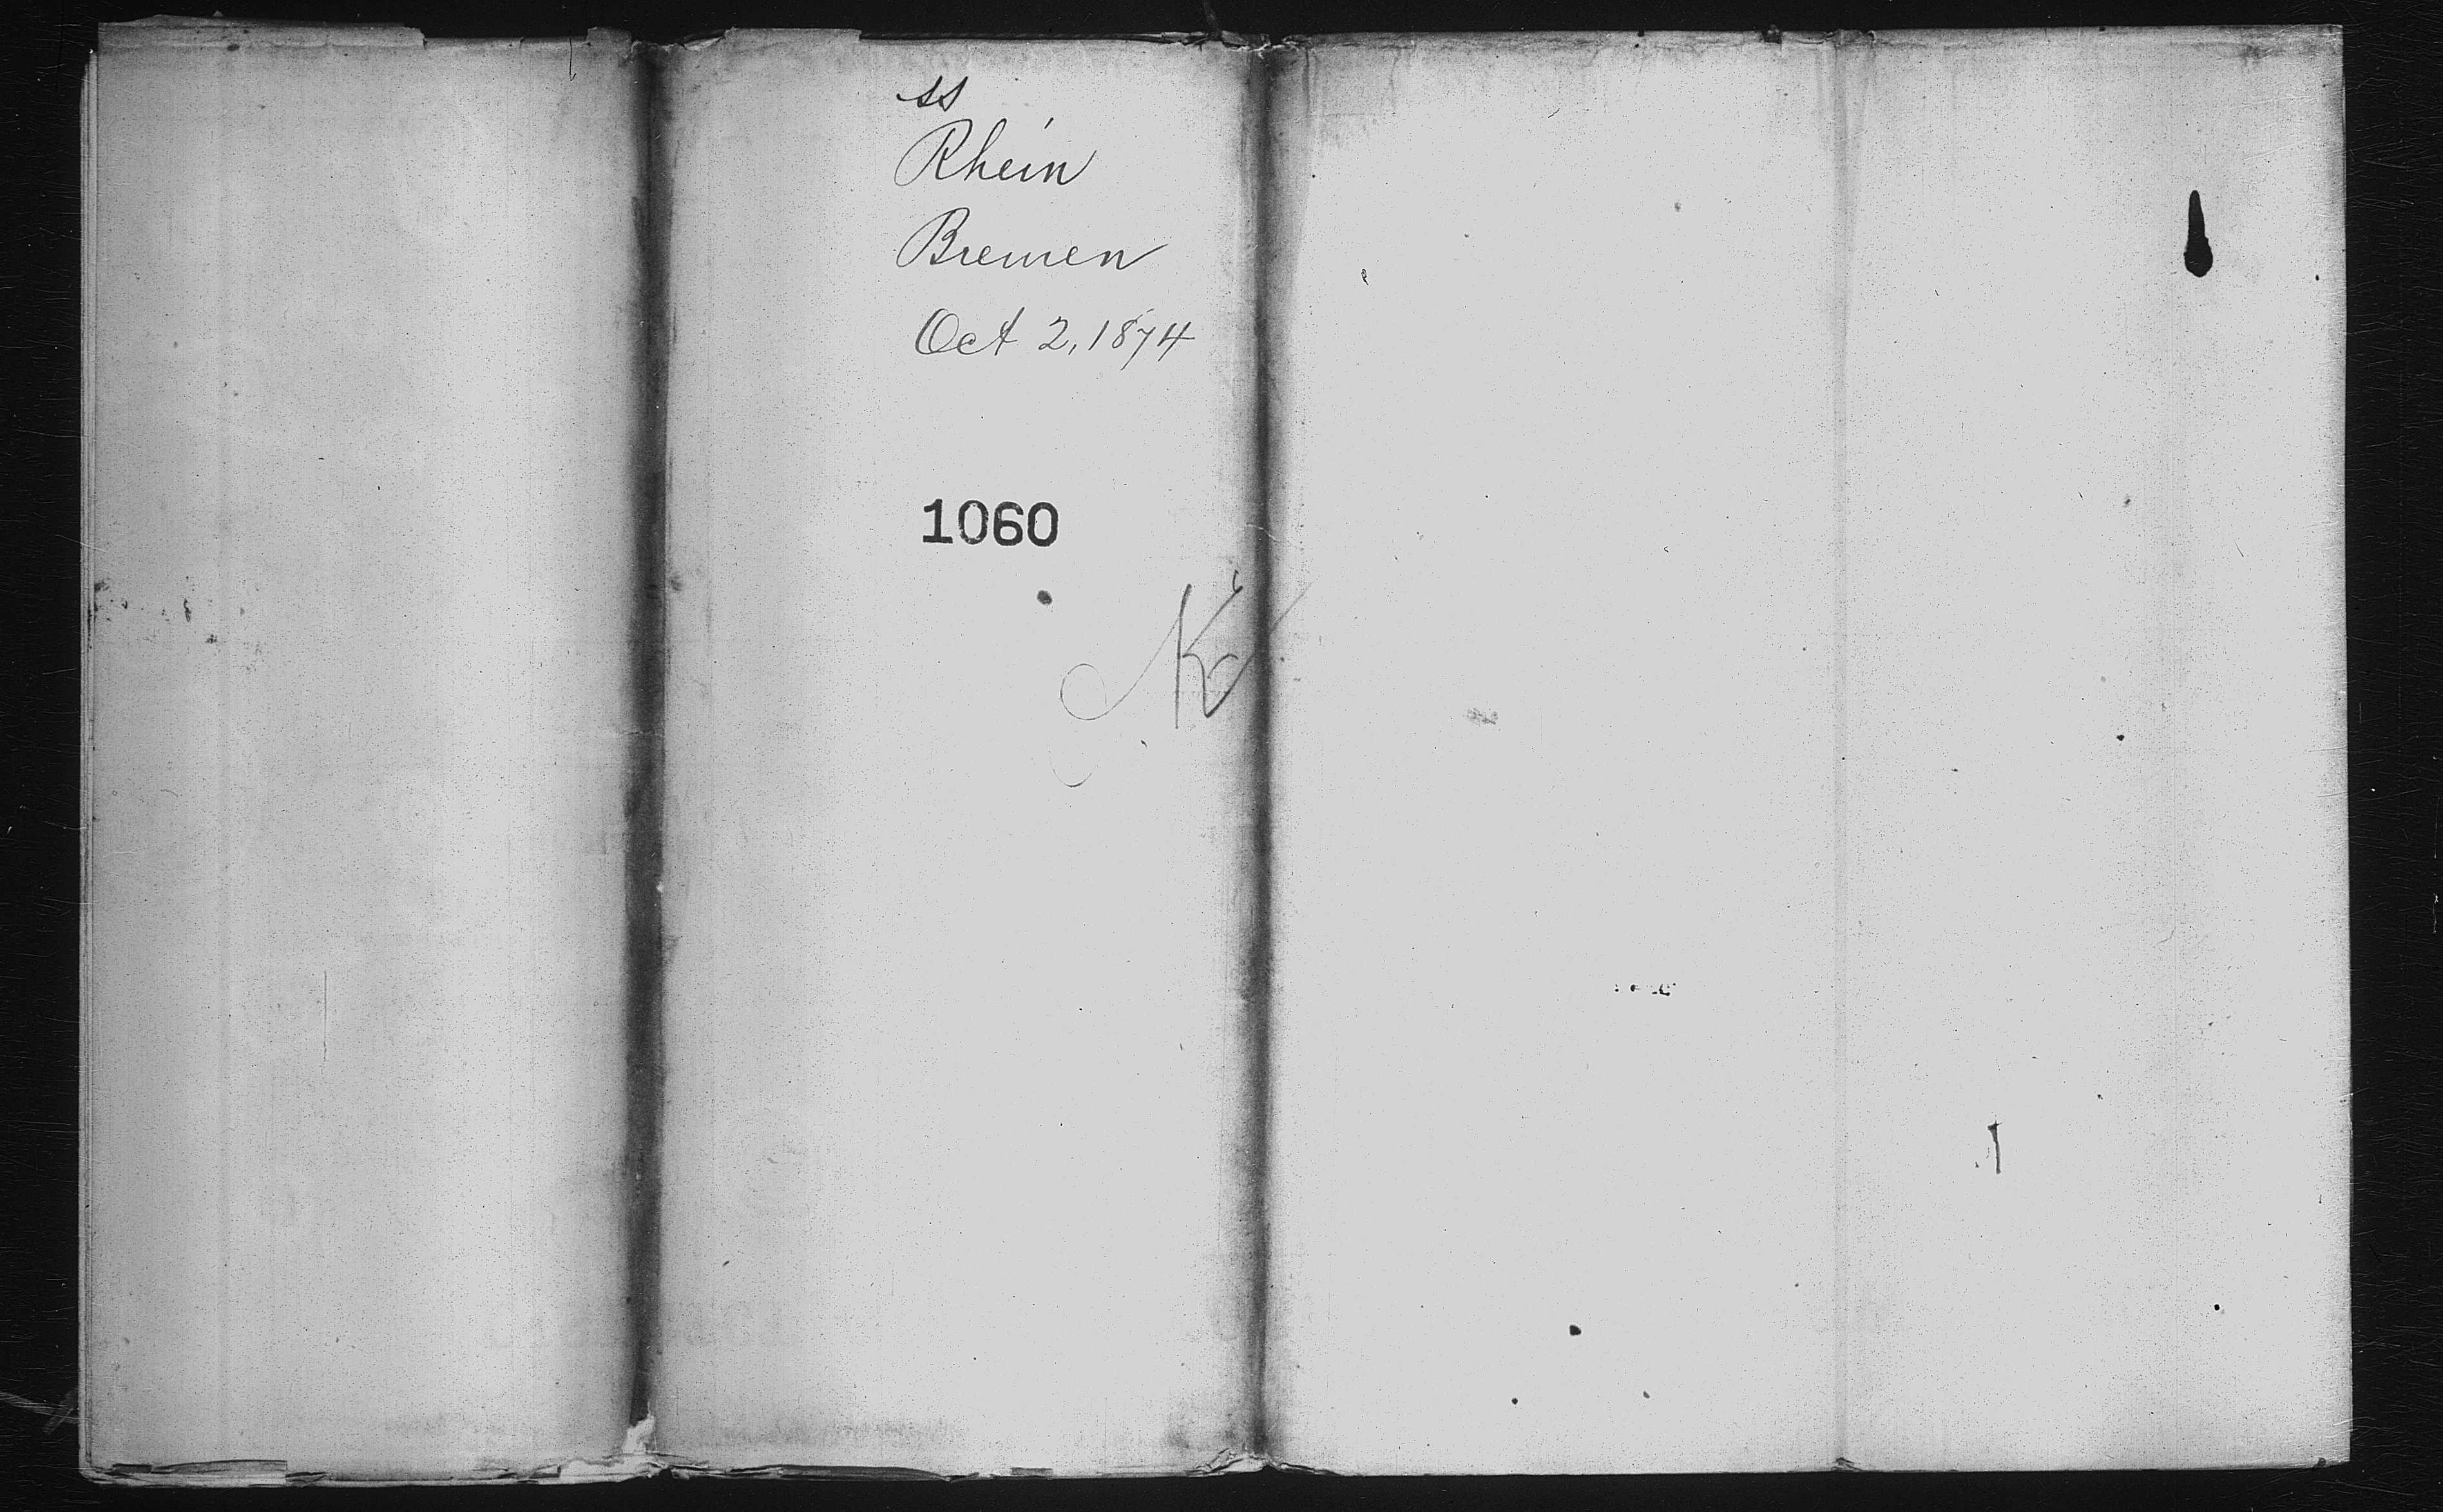 ss
Rhein
Bremen
Oct 2, 1874
1060